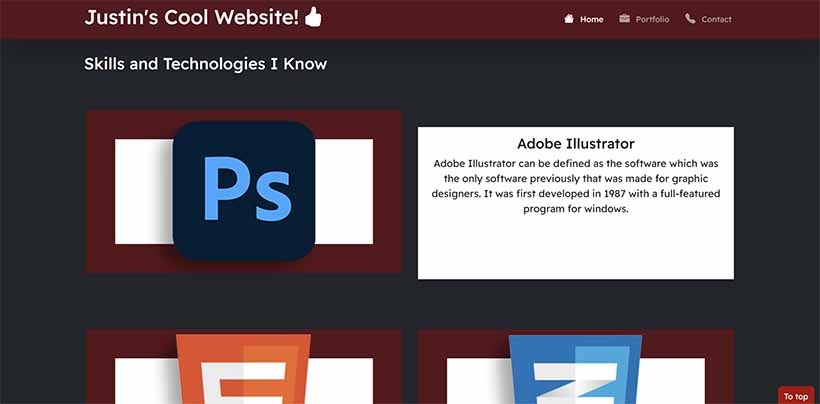 Justin's Cool Website!
Home
Portfolio
Contact
Skills and Technologies I Know
Ps
Adobe Illustrator
Adobe Illustrator can be defined as the software which was
the only software previously that was made for graphic
designers. It was first developed in 1987 with a full-featured
program for windows.
To top